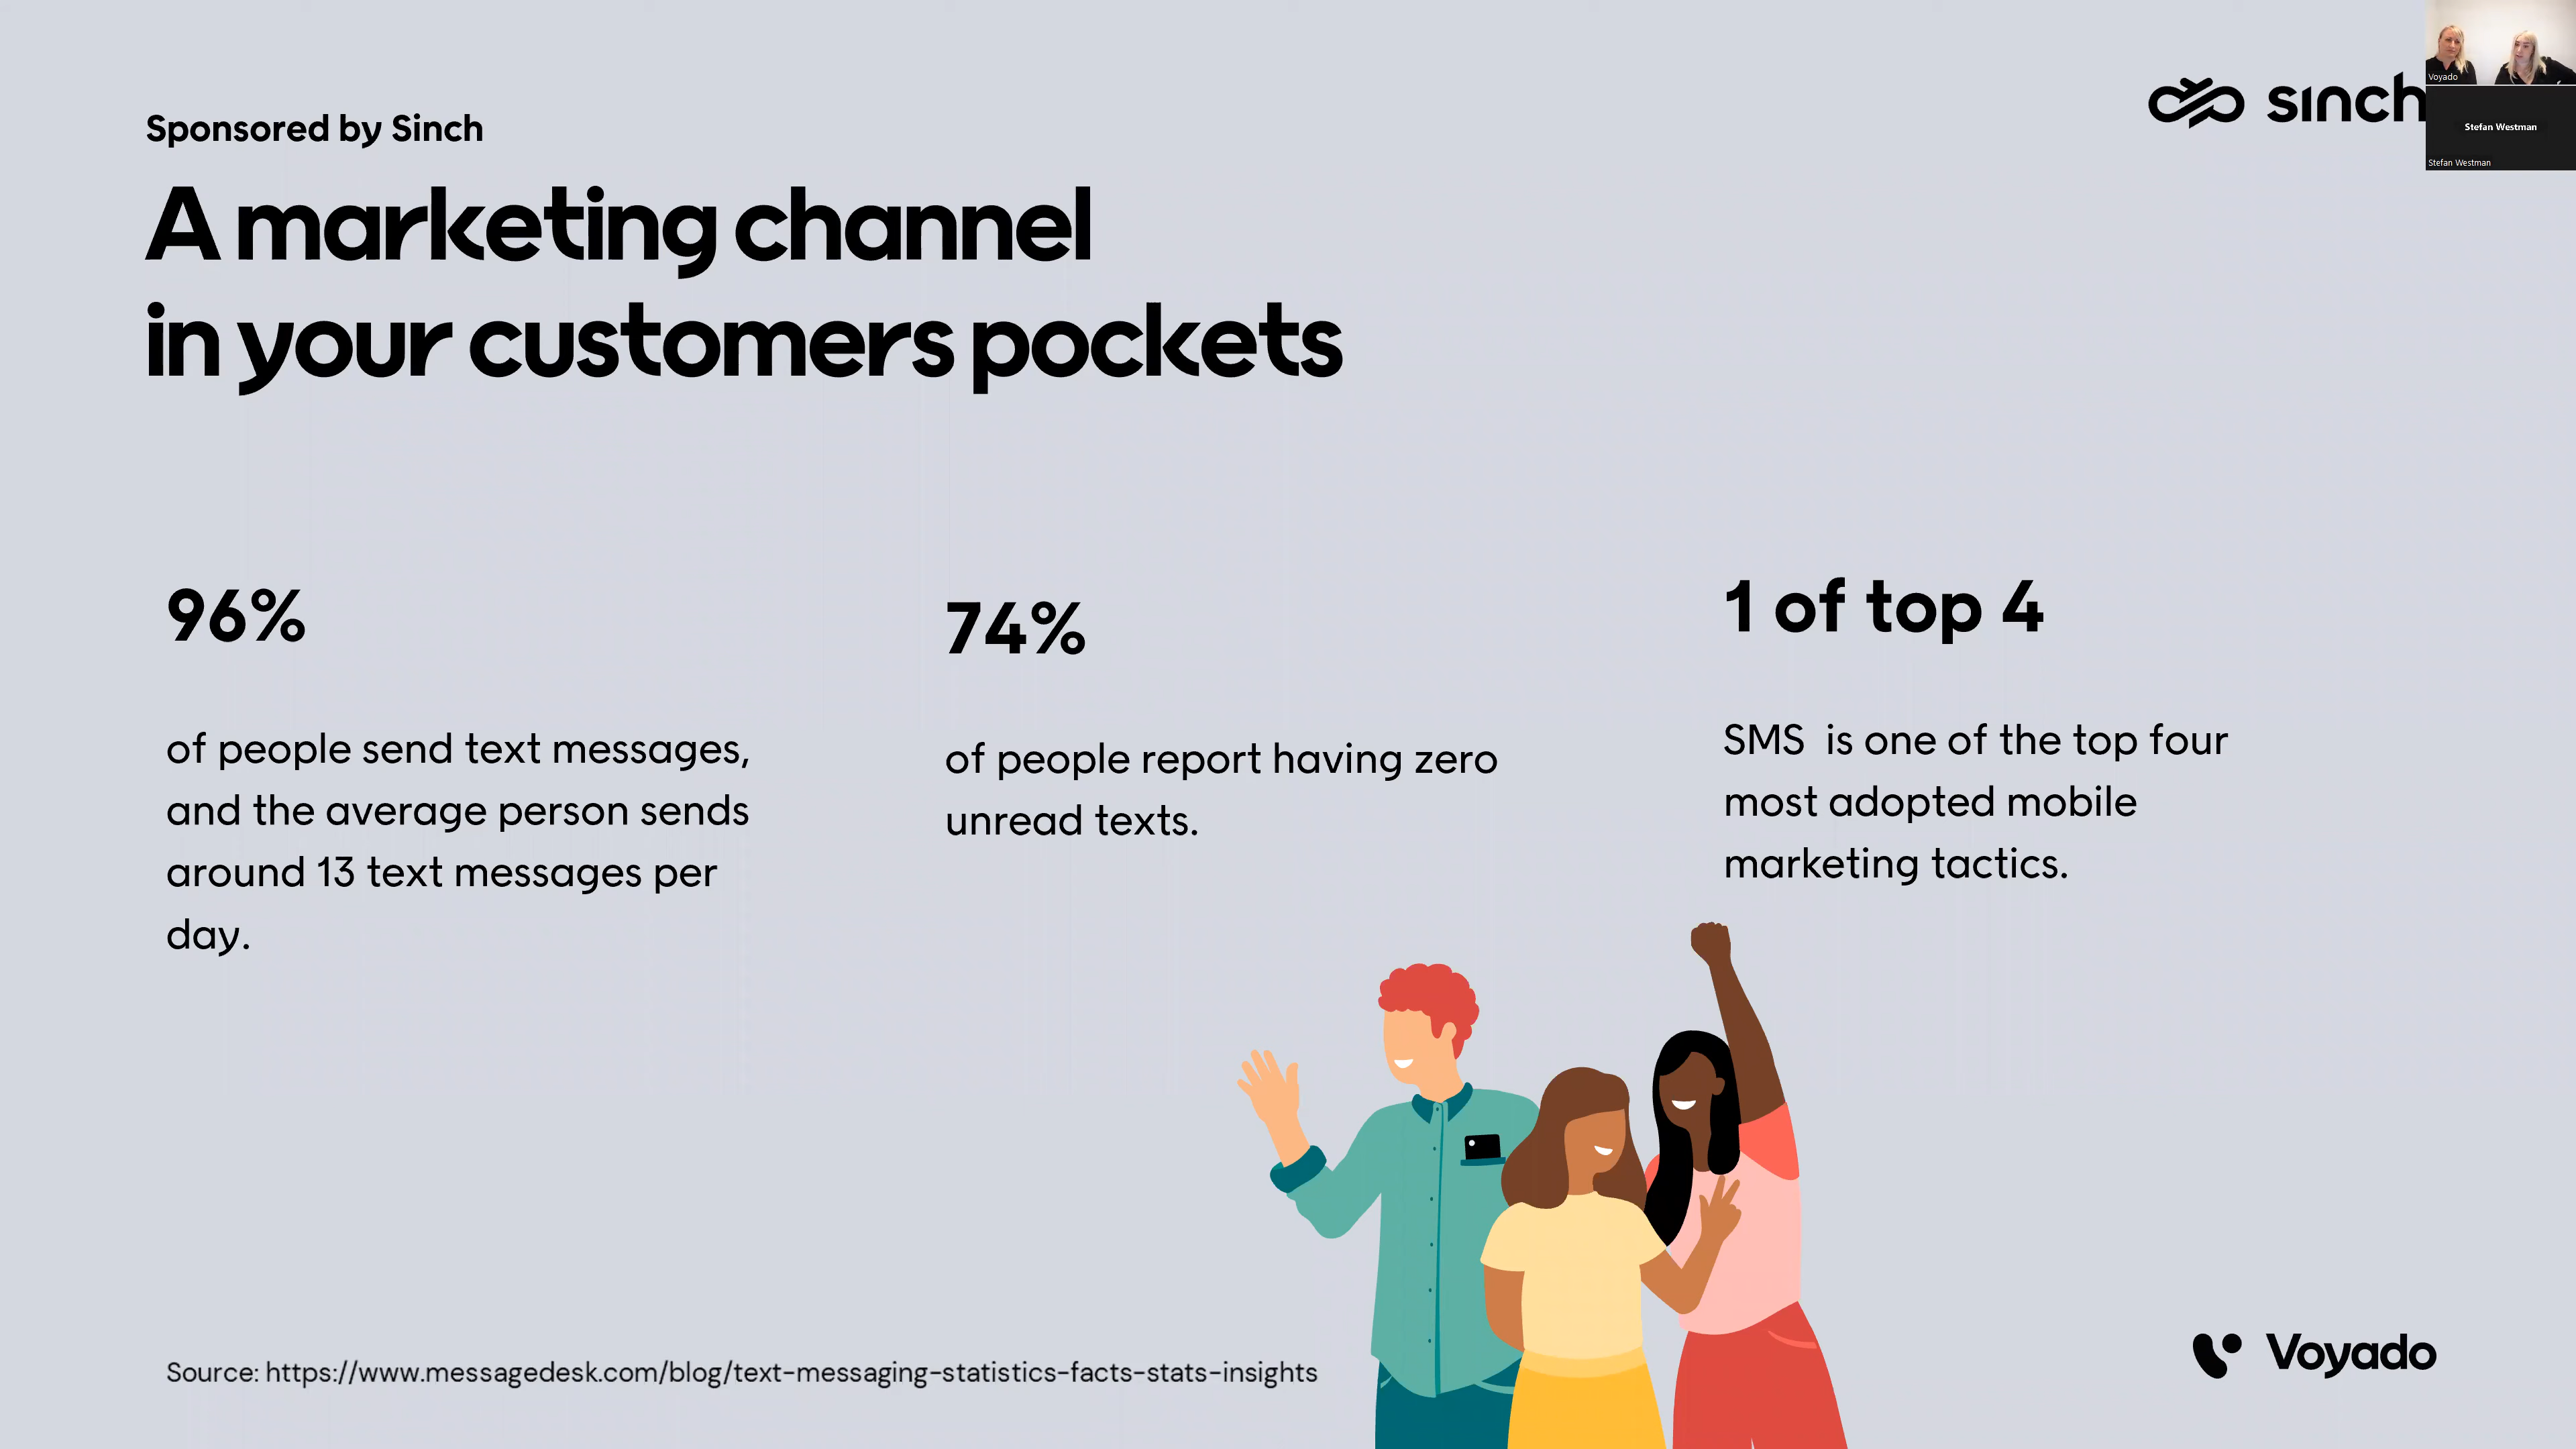 Sponsored by Sinch
sinch
Voyado
Stefan Westman
Stefan Westman
A marketing channel
in your customers pockets
96%
of people send text messages,
and the average person sends
around 13 text messages per
day.
74%
of people report having zero
unread texts.
1 of top 4
SMS  is one of the top four
most adopted mobile
marketing tactics.
Source: https://www.messagedesk.com/blog/text-messaging-statistics-facts-stats-insights
Voyado